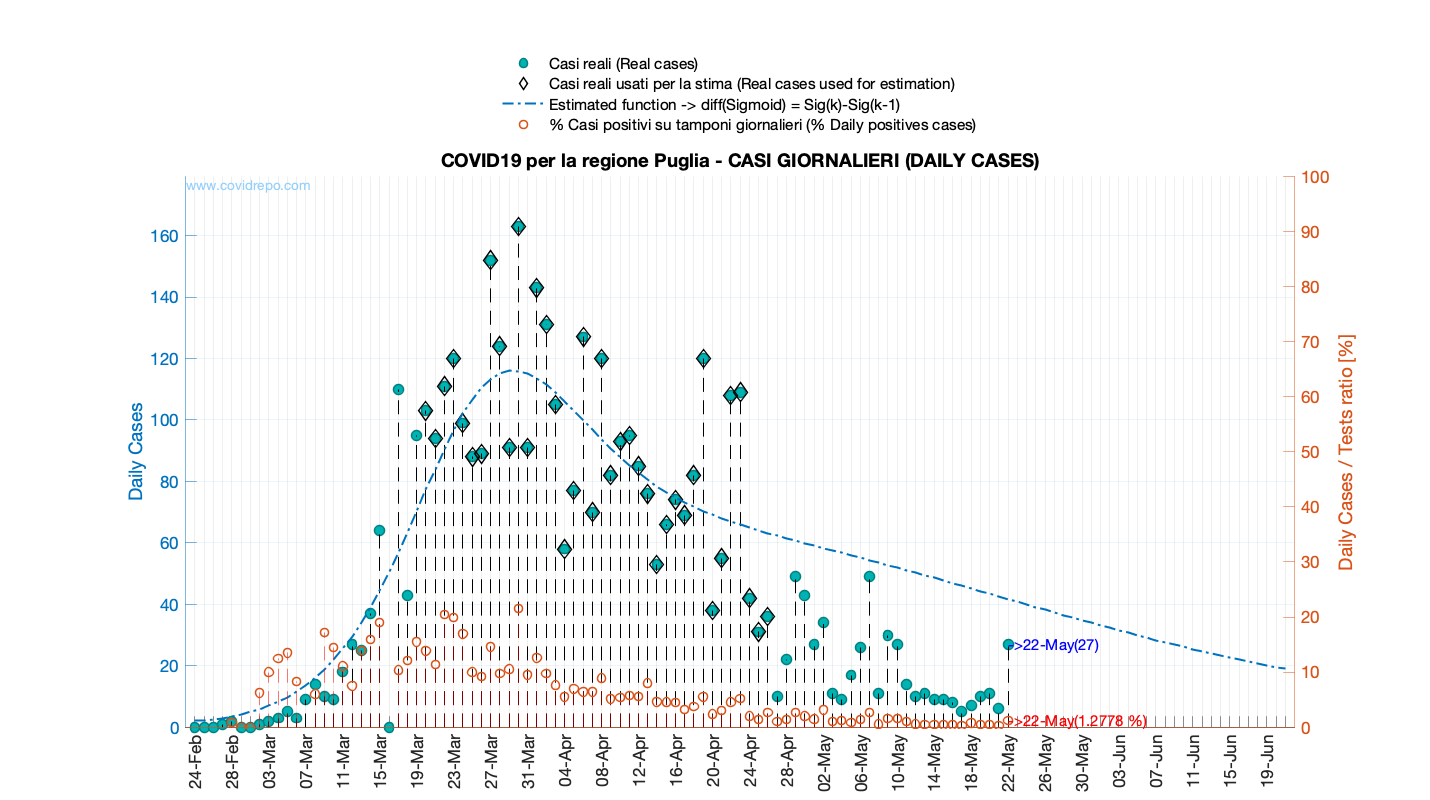 Casi reali (Real cases)
Casi reali usati per la stima (Real cases used for estimation)
Estimated function -> diff(Sigmoid) = Sig(k)-Sig(k-1)
% Casi positivi su tamponi giornalieri (% Daily positives cases)
COVID19 per la regione Puglia - CASI GIORNALIERI (DAILY CASES)
www.covidrepo.com
Daily Cases
160
140
120
100
80
60
40
20
0
100
90
80
70
60
50
40
30
20
10
0
Daily Cases / Tests ratio [%]
>22-May(27)
>22-May(1.2778 %)
24-Feb
28-Feb
03-Mar
07-Mar
11-Mar
15-Mar
19-Mar
23-Mar
27-Mar
31-Mar
04-Apr
08-Apr
12-Apr
16-Apr
20-Apr
24-Apr
28-Apr
02-May
06-May
10-May
14-May
18-May
22-May
26-May
30-May
03-Jun
07-Jun
11-Jun
15-Jun
19-Jun